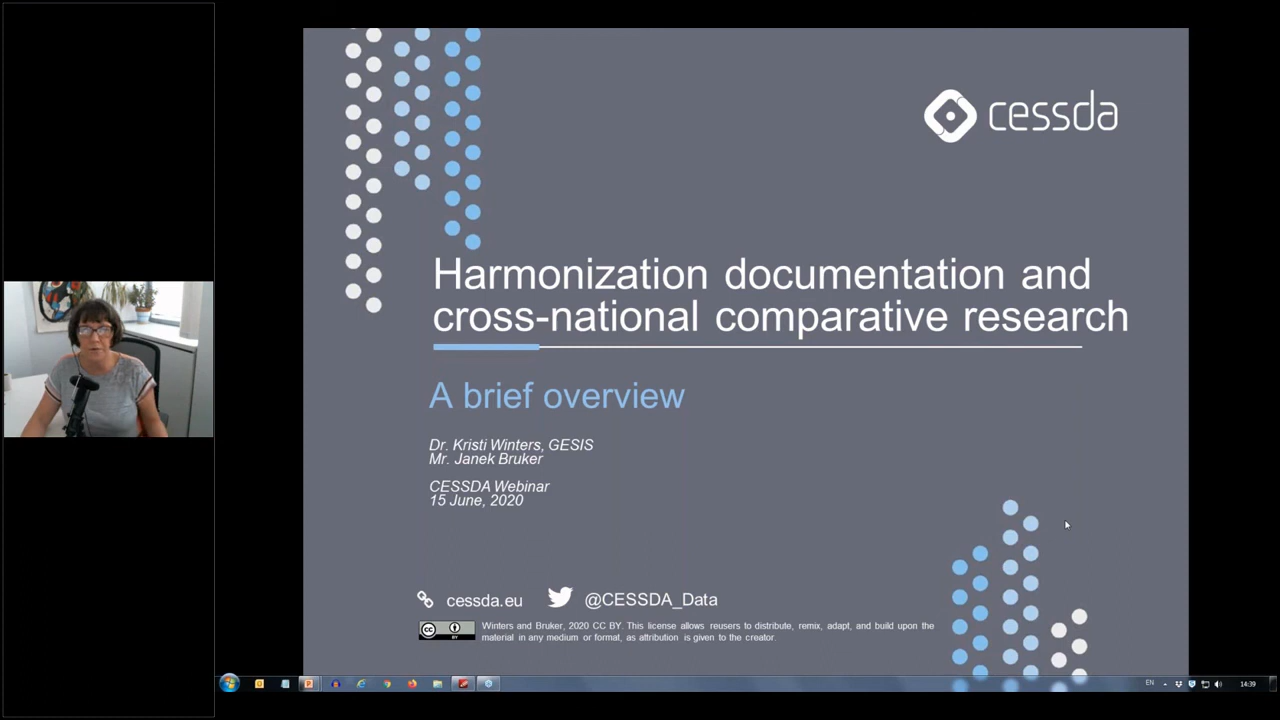 cessda
Harmonization documentation and
cross-national comparative research
A brief overview
Dr. Kristi Winters, GESIS
Mr. Janek Bruker
CESSDA Webinar
15 June, 2020
cessda.eu @CESSDA_Data
Winters and Bruker, 2020 CC BY. This license allows reusers to distribute, remix, adapt, and build upon the
material in any medium or format, as attribution is given to the creator.
cc
BY
EN 14:39